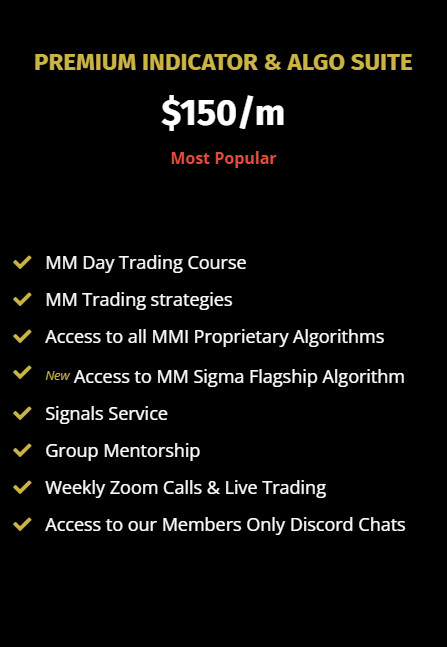 PREMIUM INDICATOR & ALGO SUITE
$150/m
Most Popular
MM Day Trading Course
MM Trading strategies
Access to all MMI Proprietary Algorithms
New Access to MM Sigma Flagship Algorithm
Signals Service
Group Mentorship
Weekly Zoom Calls & Live Trading
Access to our Members Only Discord Chats